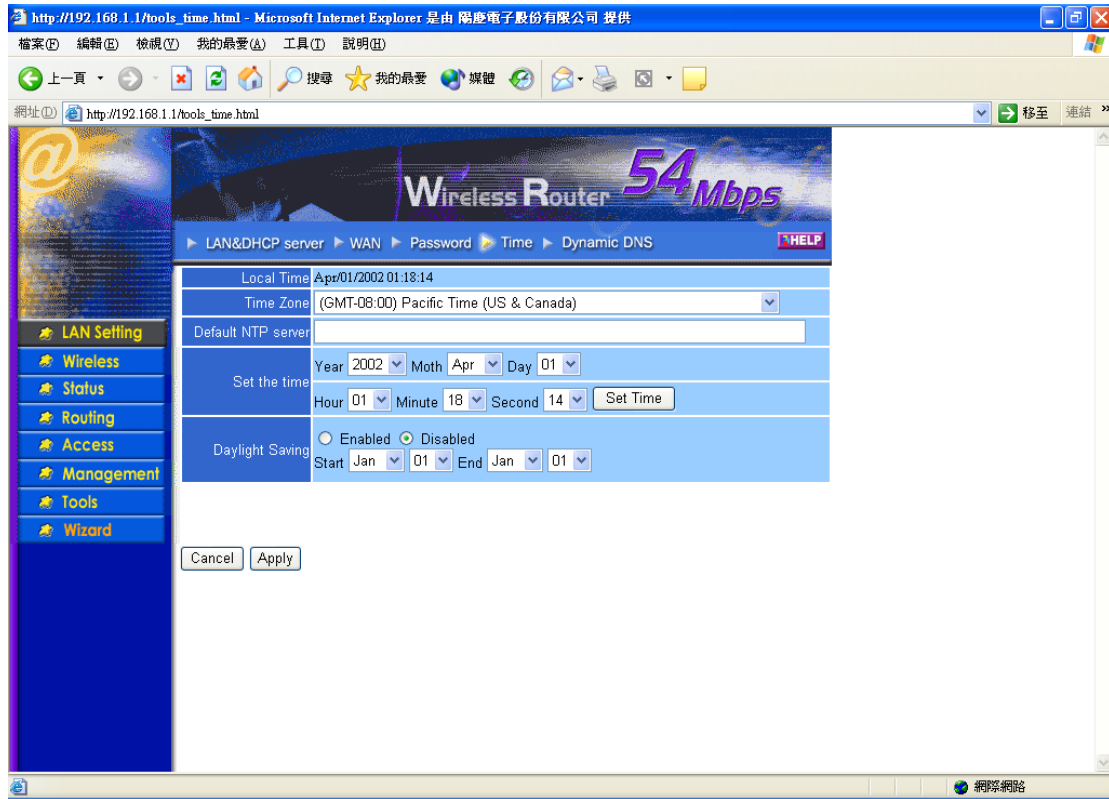 http://192.168.1.1/tools_time.html - Microsoft Internet Explorer 是由 陽慶電子股份有限公司 提供
檔案(F) 編輯(E) 檢視(V) 我的最愛(A) 工具(T) 說明(H)
上一頁 搜尋 我的最愛 媒體
網址(D) http://192.168.1.1/tools_time.html 移至 連結 »
@
Wireless Router 54 Mbps
LAN&DHCP server WAN Password Time Dynamic DNS HELP
Local Time Apr/01/2002 01:18:14
Time Zone (GMT-08:00) Pacific Time (US & Canada)
LAN Setting
Wireless
Status
Routing
Access
Management
Tools
Wizard
Default NTP server
Set the time Year 2002 Moth Apr Day 01
Hour 01 Minute 18 Second 14 Set Time
Daylight Saving Enabled Disabled
Start Jan 01 End Jan 01
Cancel Apply
網際網路